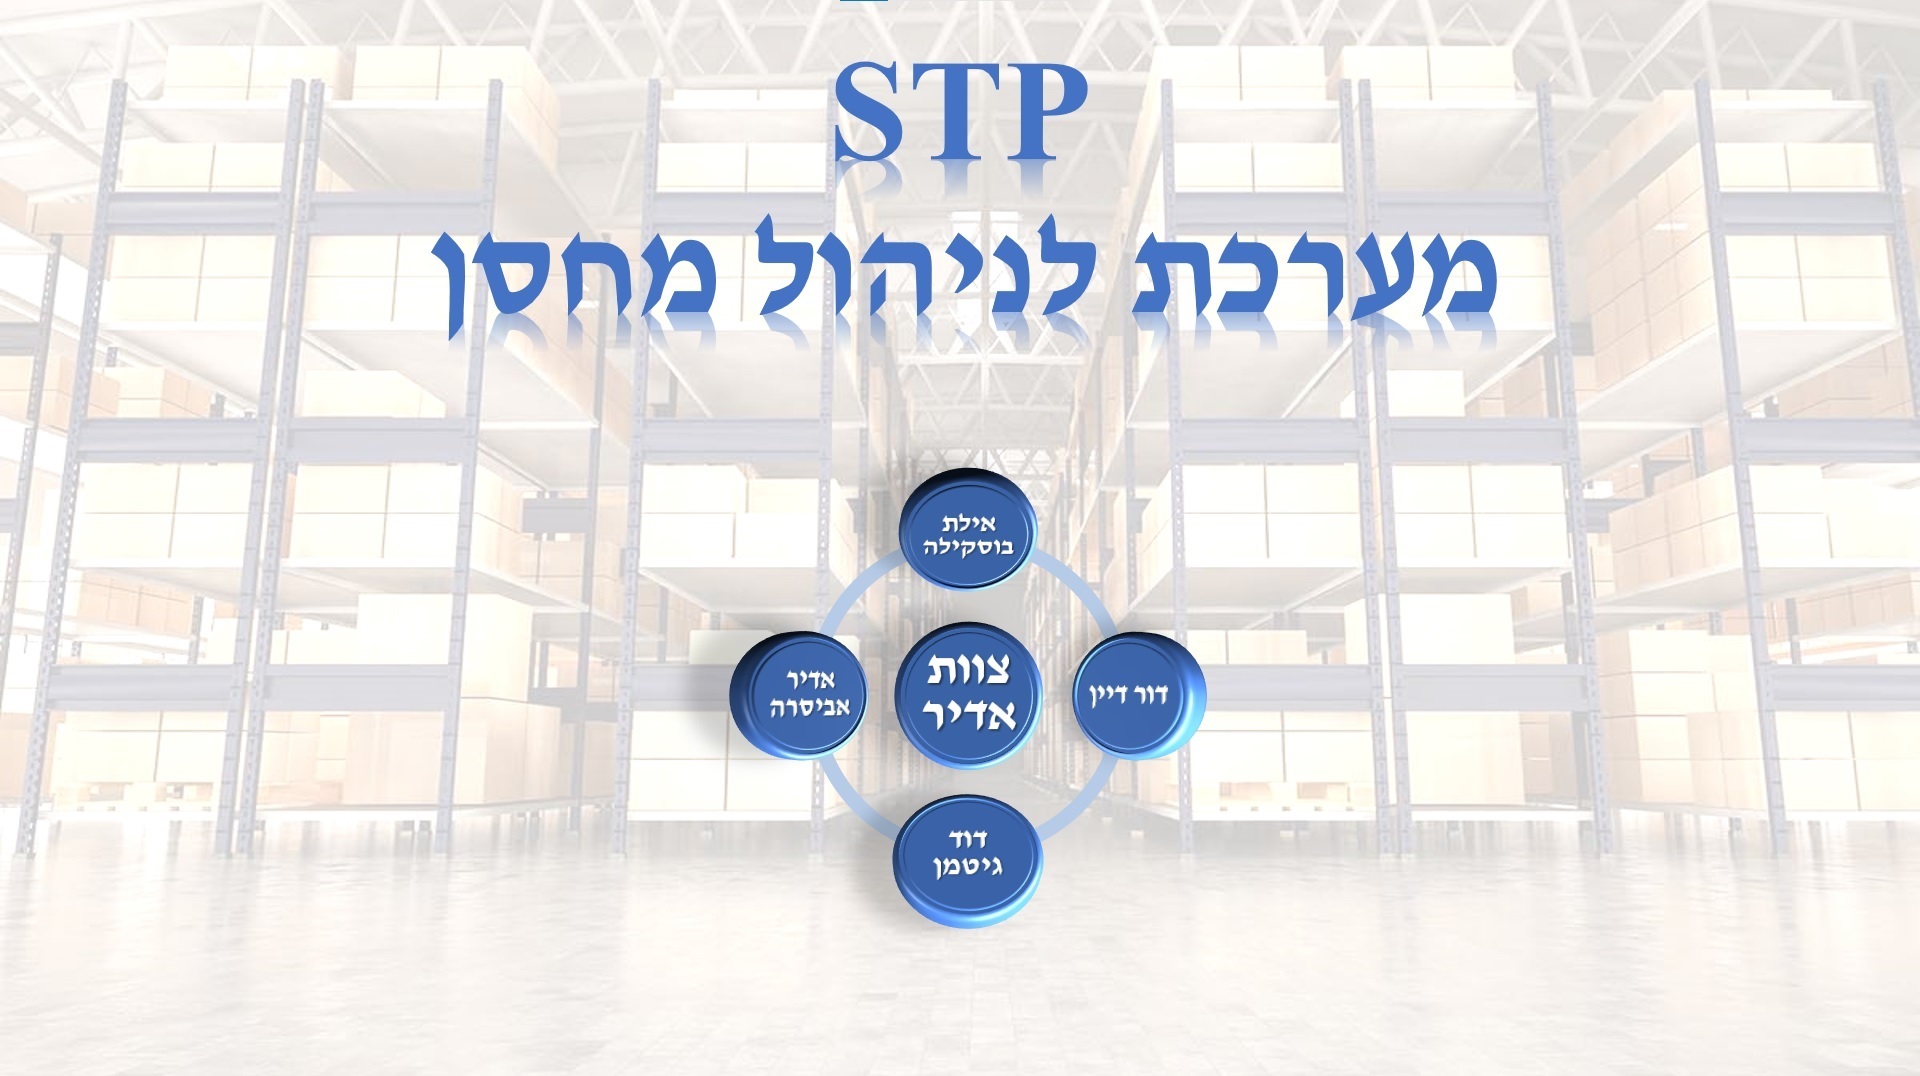 STP
מערכת לניהול מחסן
אילת
בוסקילה
צוות
אדיר
דור דיין
דוד
גיטמן
אדיר
אביסרה